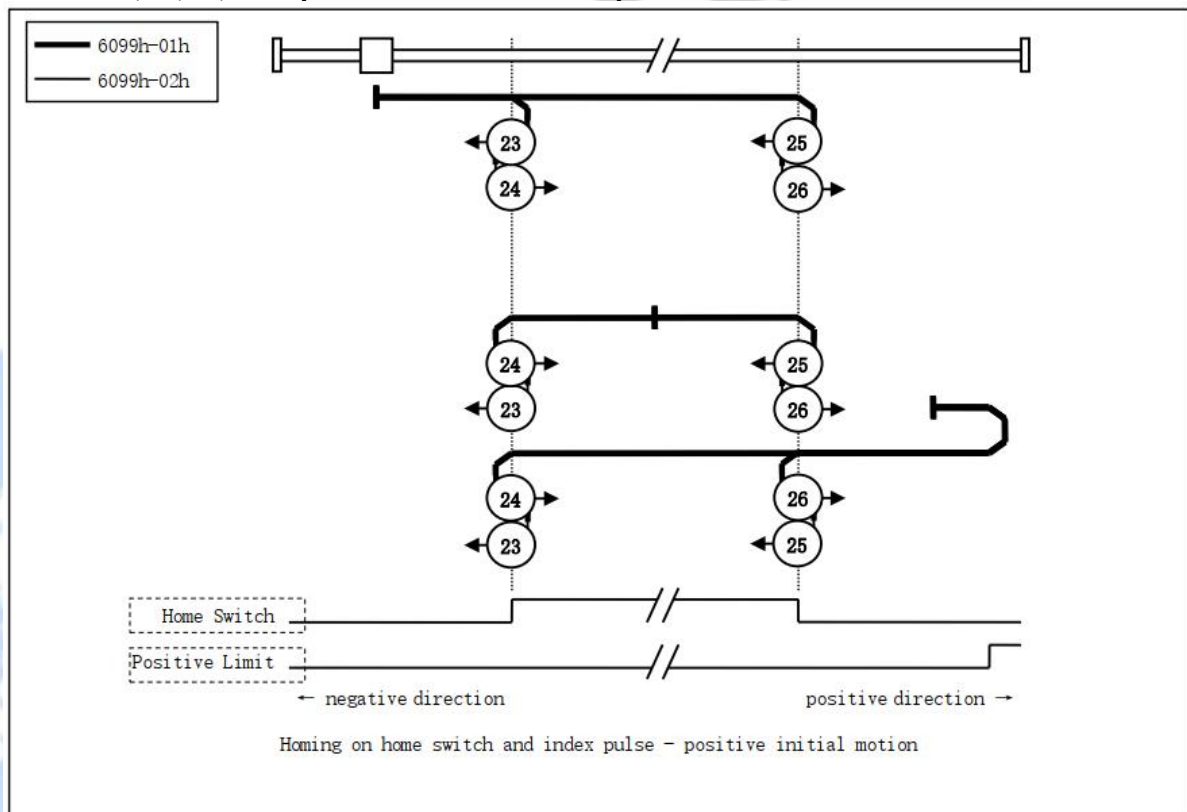 6099h-01h
6099h-02h
23 25
24 26
24 25
23 26
24 26
23 25
Home Switch
Positive Limit
← negative direction positive direction →
Homing on home switch and index pulse - positive initial motion